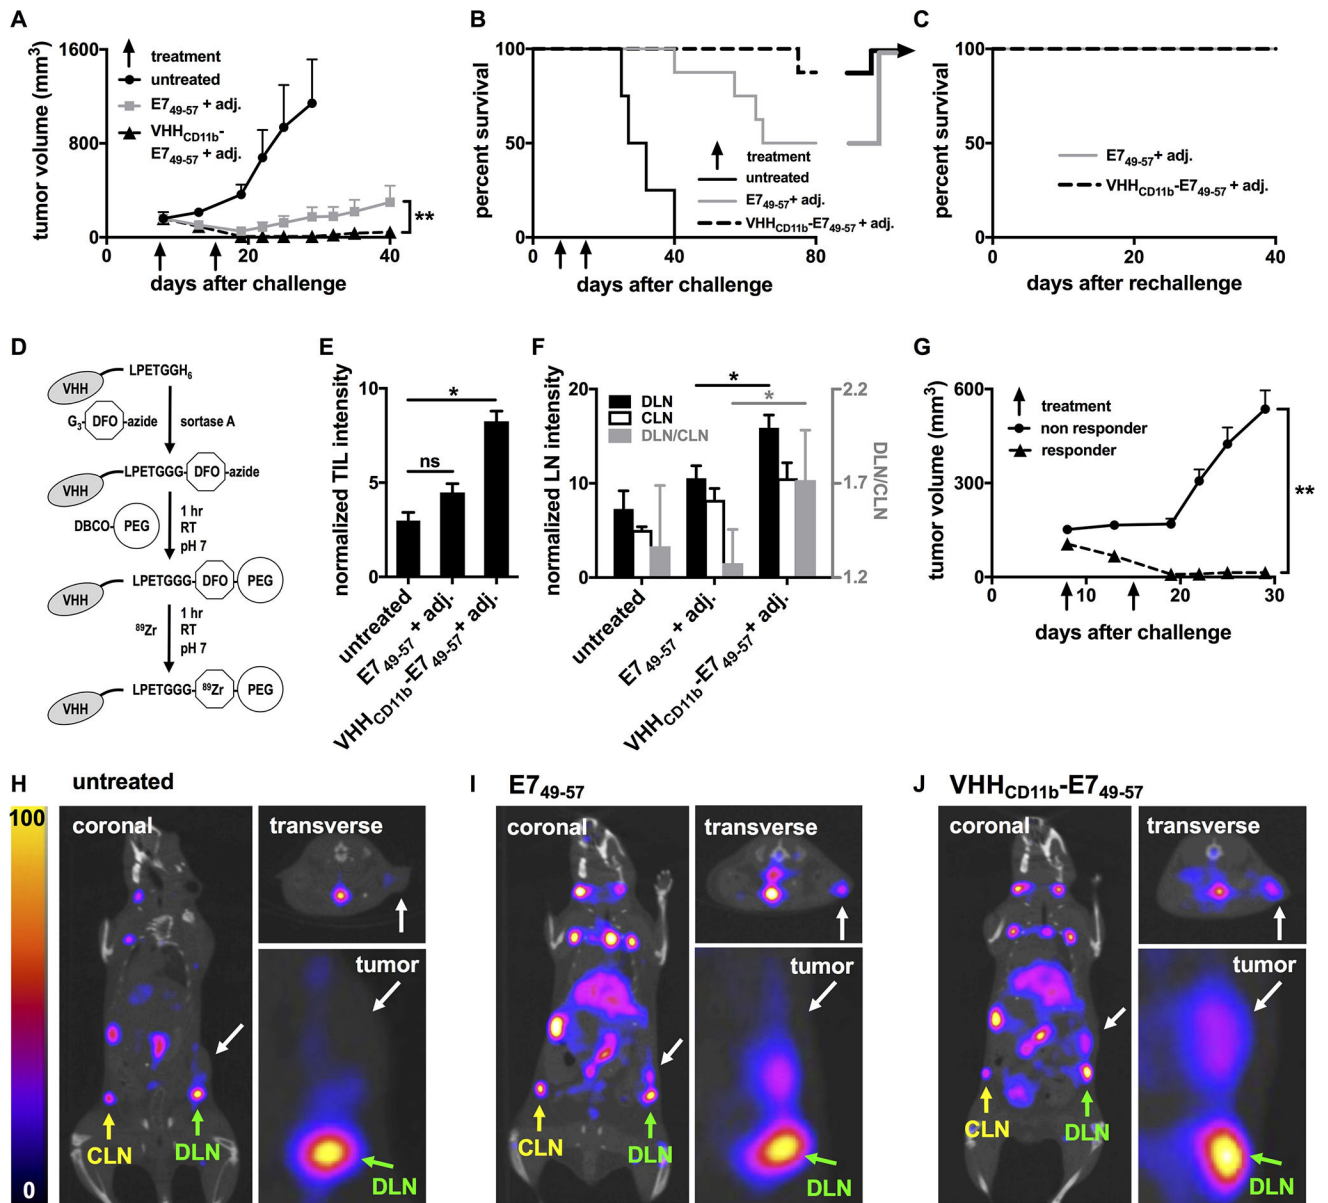 A
tumor volume (mm³)
1600
800
0
0
20
40
days after challenge
treatment
untreated
E7₄₉₋₅₇ + adj.
VHH_CD11b-
E7₄₉₋₅₇ + adj.
**
B
percent survival
100
50
0
0
40
80
days after challenge
treatment
untreated
E7₄₉₋₅₇+ adj.
VHH_CD11b-E7₄₉₋₅₇ + adj.
C
percent survival
100
50
0
0
20
40
days after rechallenge
E7₄₉₋₅₇+ adj.
VHH_CD11b-E7₄₉₋₅₇ + adj.
D
VHH LPETGGH₆
G₃-DFO-azide
sortase A
VHH LPETGGG-DFO-azide
DBCO-PEG
1 hr
RT
pH 7
VHH LPETGGG-DFO-PEG
⁸⁹Zr
1 hr
RT
pH 7
VHH LPETGGG-⁸⁹Zr-PEG
E
normalized TIL intensity
10
5
0
*
ns
untreated
E7₄₉₋₅₇ + adj.
VHH_CD11b-E7₄₉₋₅₇+ adj.
F
normalized LN intensity
20
10
0
DLN
CLN
DLN/CLN
*
*
2.2
1.7
1.2
DLN/CLN
untreated
E7₄₉₋₅₇ + adj.
VHH_CD11b-E7₄₉₋₅₇+ adj.
G
tumor volume (mm³)
600
300
0
0
10
20
30
days after challenge
treatment
non responder
responder
**
H untreated
100
0
coronal
transverse
tumor
CLN
DLN
DLN
I E7₄₉₋₅₇
coronal
transverse
tumor
CLN
DLN
DLN
J VHH_CD11b-E7₄₉₋₅₇
coronal
transverse
tumor
CLN
DLN
DLN